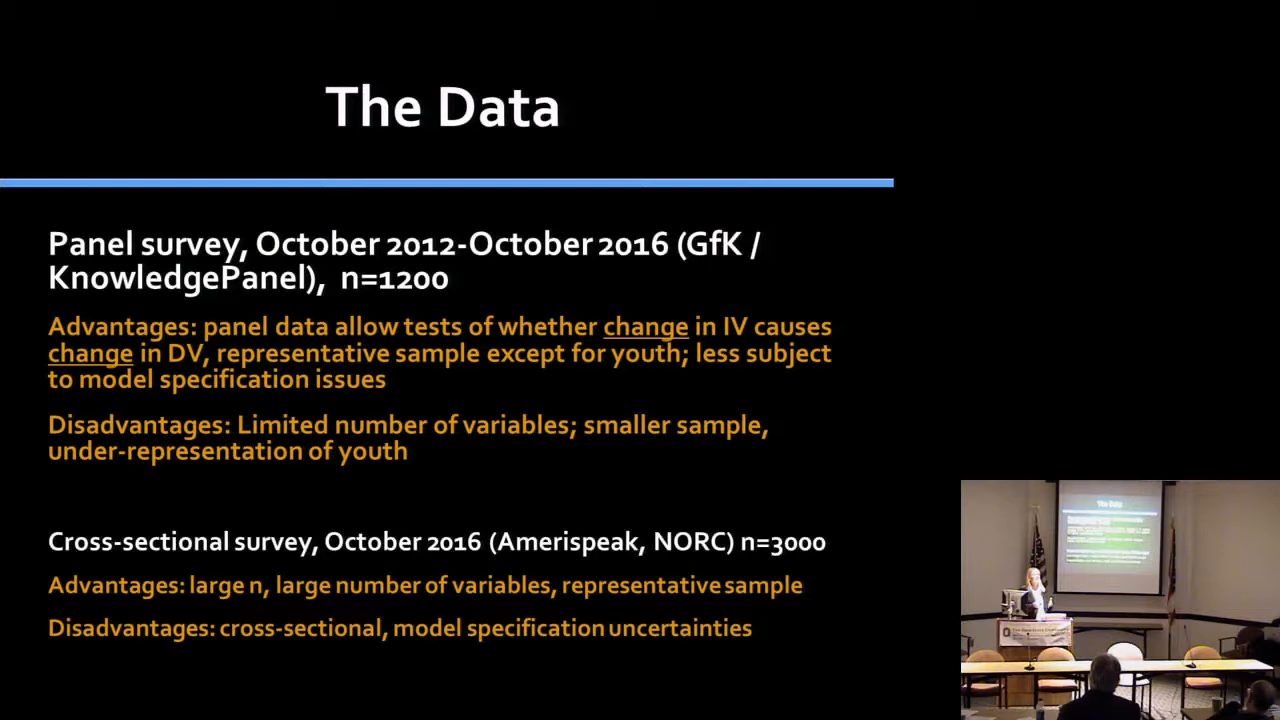 The Data
Panel survey, October 2012-October 2016 (GfK /
KnowledgePanel), n=1200
Advantages: panel data allow tests of whether change in IV causes
change in DV, representative sample except for youth; less subject
to model specification issues
Disadvantages: Limited number of variables; smaller sample,
under-representation of youth
Cross-sectional survey, October 2016 (Amerispeak, NORC) n=3000
Advantages: large n, large number of variables, representative sample
Disadvantages: cross-sectional, model specification uncertainties
The Data